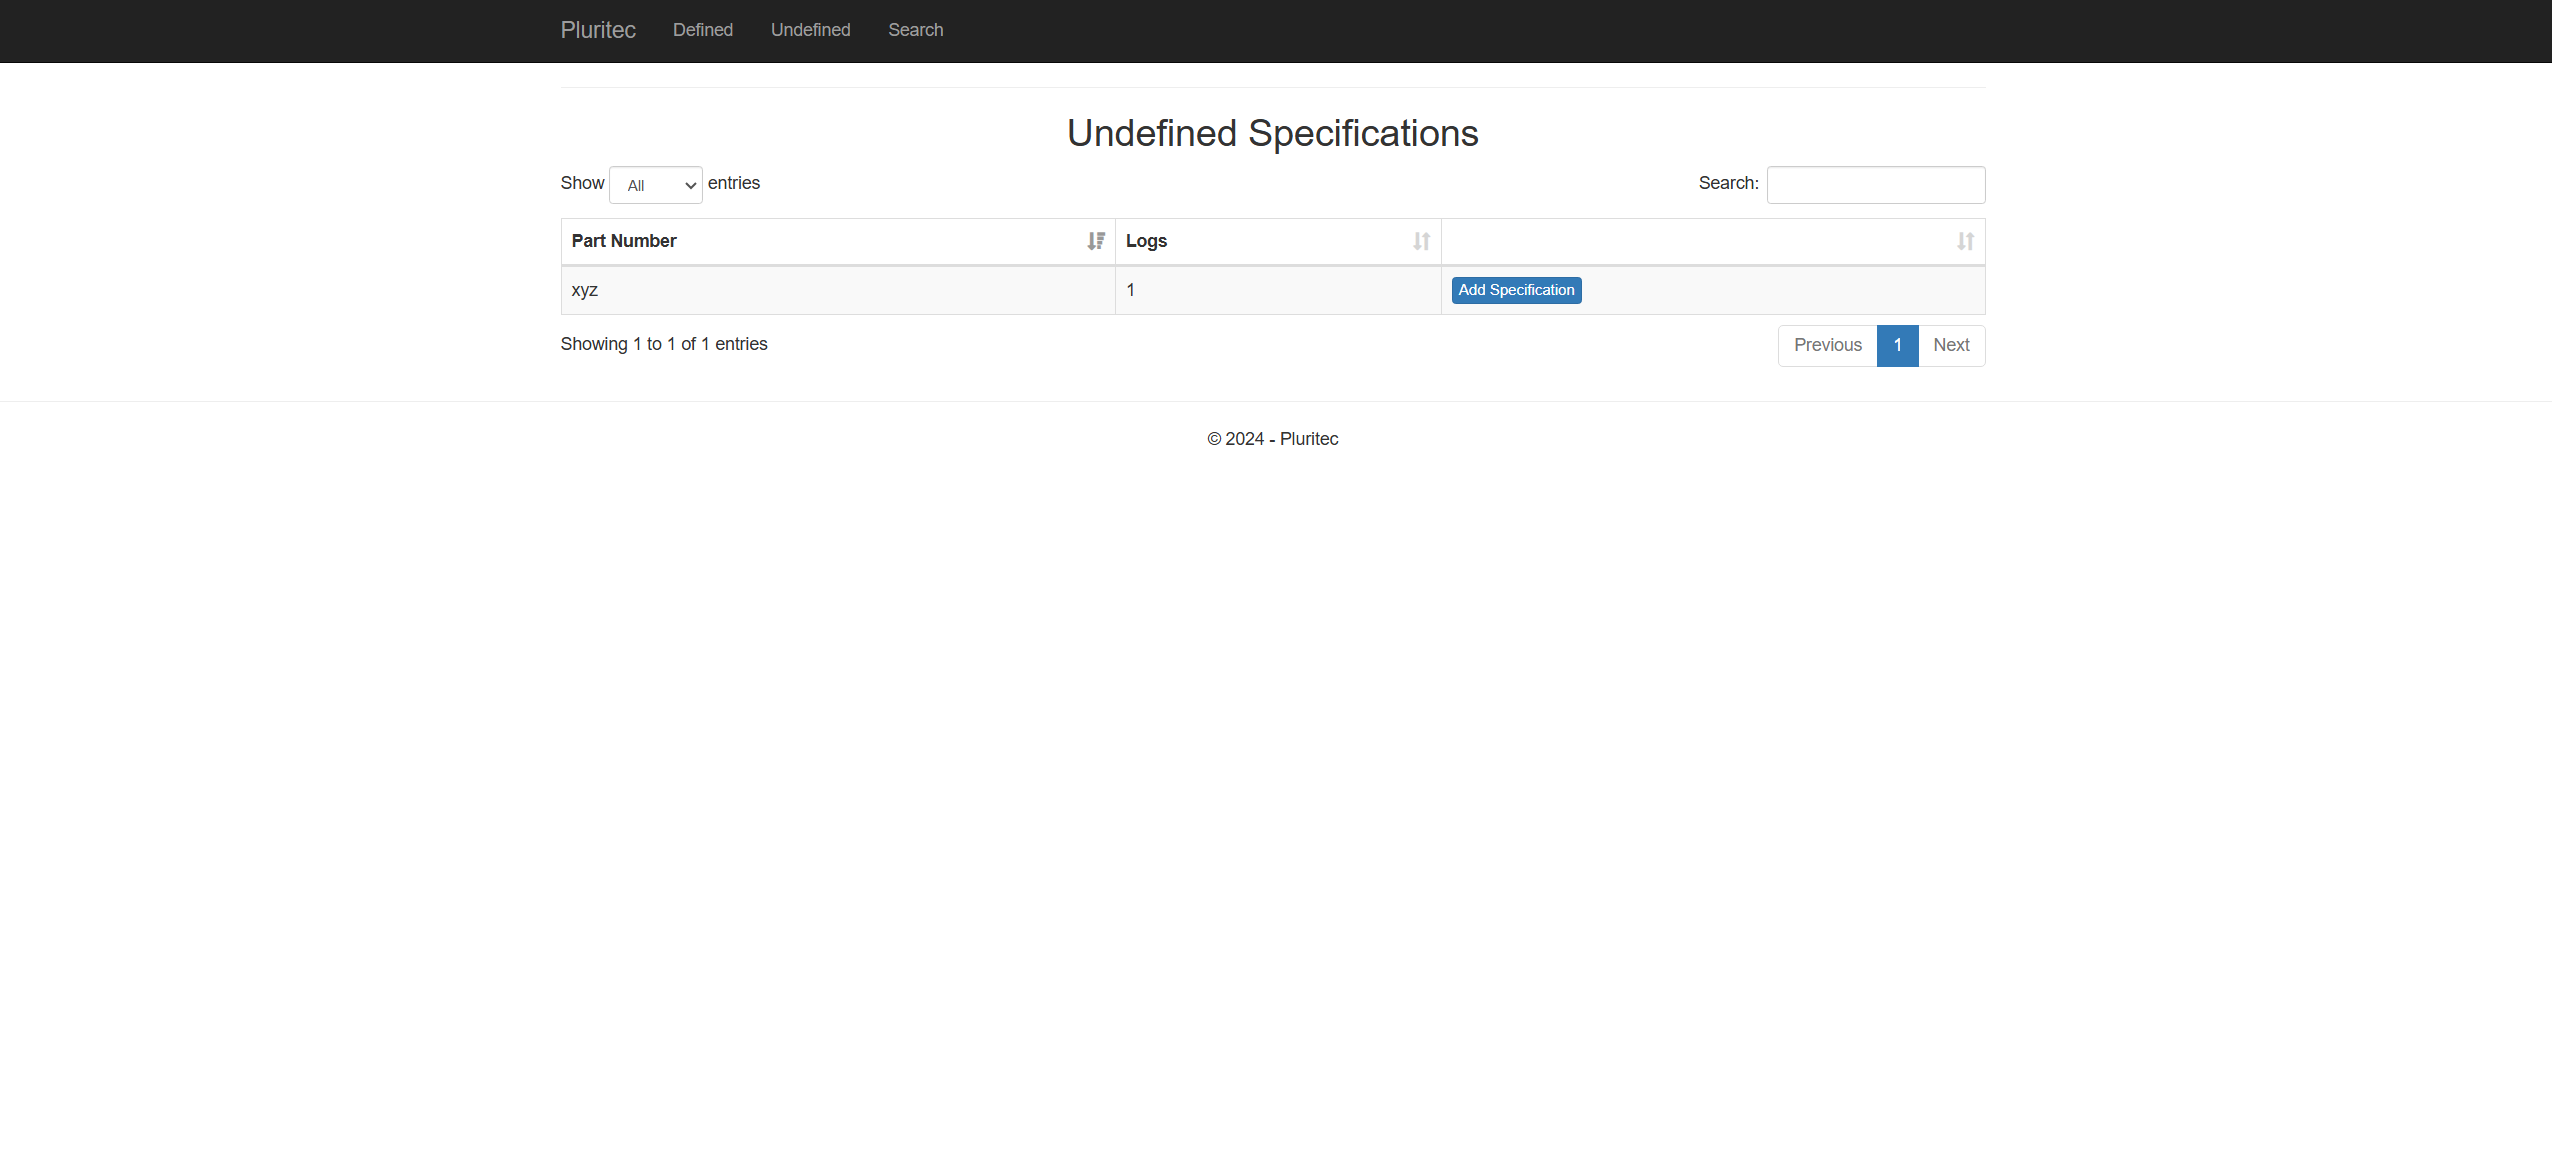 Pluritec Defined Undefined Search
Undefined Specifications
Show All entries Search:
Part Number Logs
xyz 1 Add Specification
Showing 1 to 1 of 1 entries Previous 1 Next
© 2024 - Pluritec